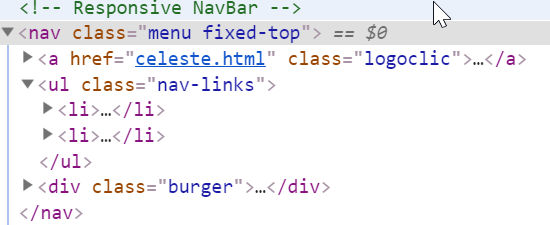 <!-- Responsive NavBar -->
<nav class="menu fixed-top"> == $0
<a href="celeste.html" class="logoclic">…</a>
<ul class="nav-links">
<li>…</li>
<li>…</li>
</ul>
<div class="burger">…</div>
</nav>